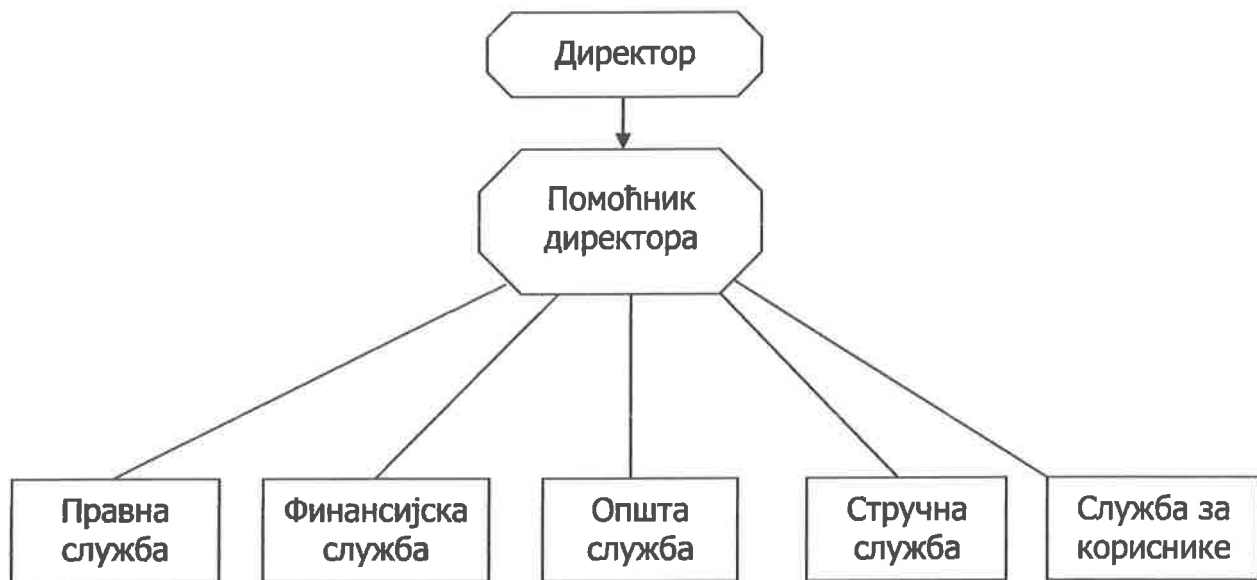 Директор
Помоћник
директора
Правна
служба
Финансијска
служба
Општа
служба
Стручна
служба
Служба за
кориснике